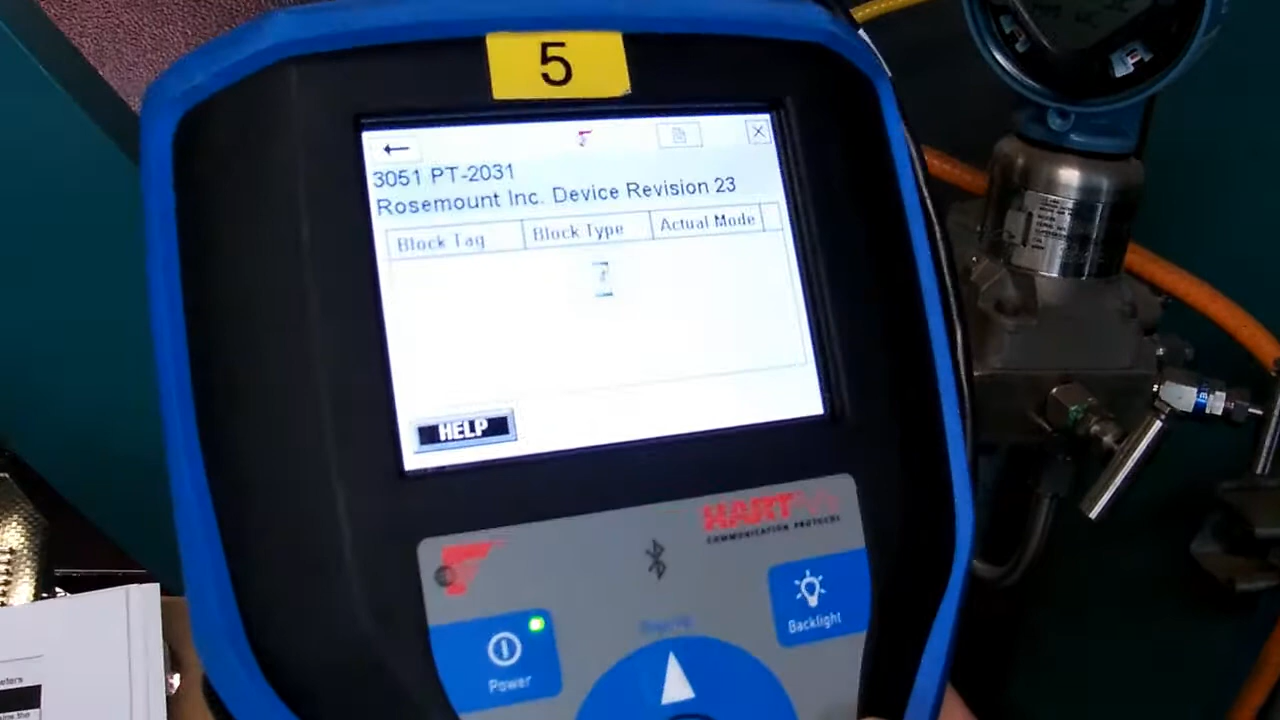 5
3051 PT-2031
Rosemount Inc. Device Revision 23
Block Tag Block Type Actual Mode
HELP
HART
COMMUNICATION PROTOCOL
Backlight
Power